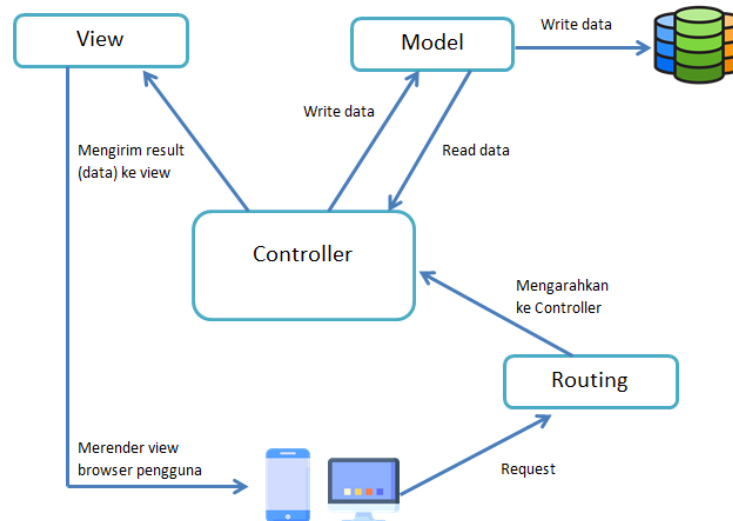 View
Model
Write data
Write data
Mengirim result
(data) ke view
Read data
Controller
Mengarahkan
ke Controller
Routing
Merender view
browser pengguna
Request